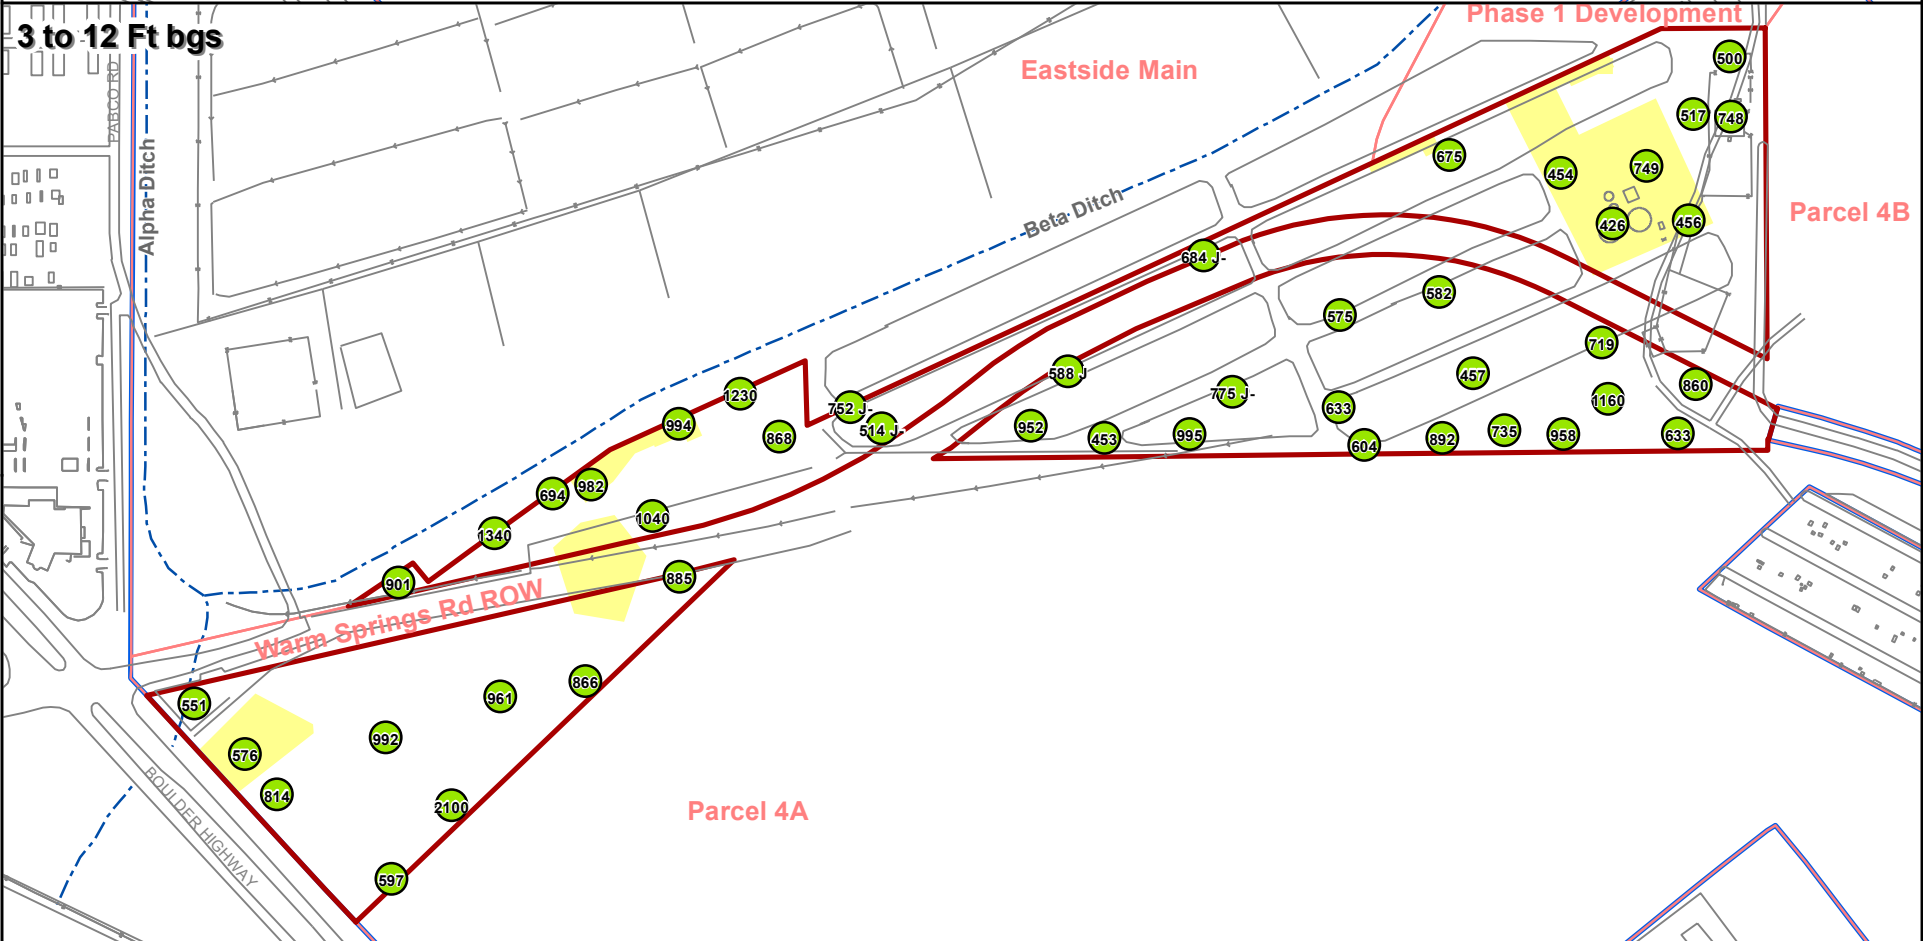 Phase 1 Development
3 to 12 Ft bgs
PABCO RD
Alpha Ditch
Eastside Main
Beta Ditch
Parcel 4B
500
517
748
675
454
749
426
456
684 J-
582
575
719
588 J
457
775 J-
860
1230
752 J-
633
1160
994
868
514 J-
952
453
995
604
892
735
958
633
694
982
1040
1340
901
885
Warm Springs Rd ROW
551
961
866
576
992
814
2100
Parcel 4A
BOULDER HIGHWAY
597